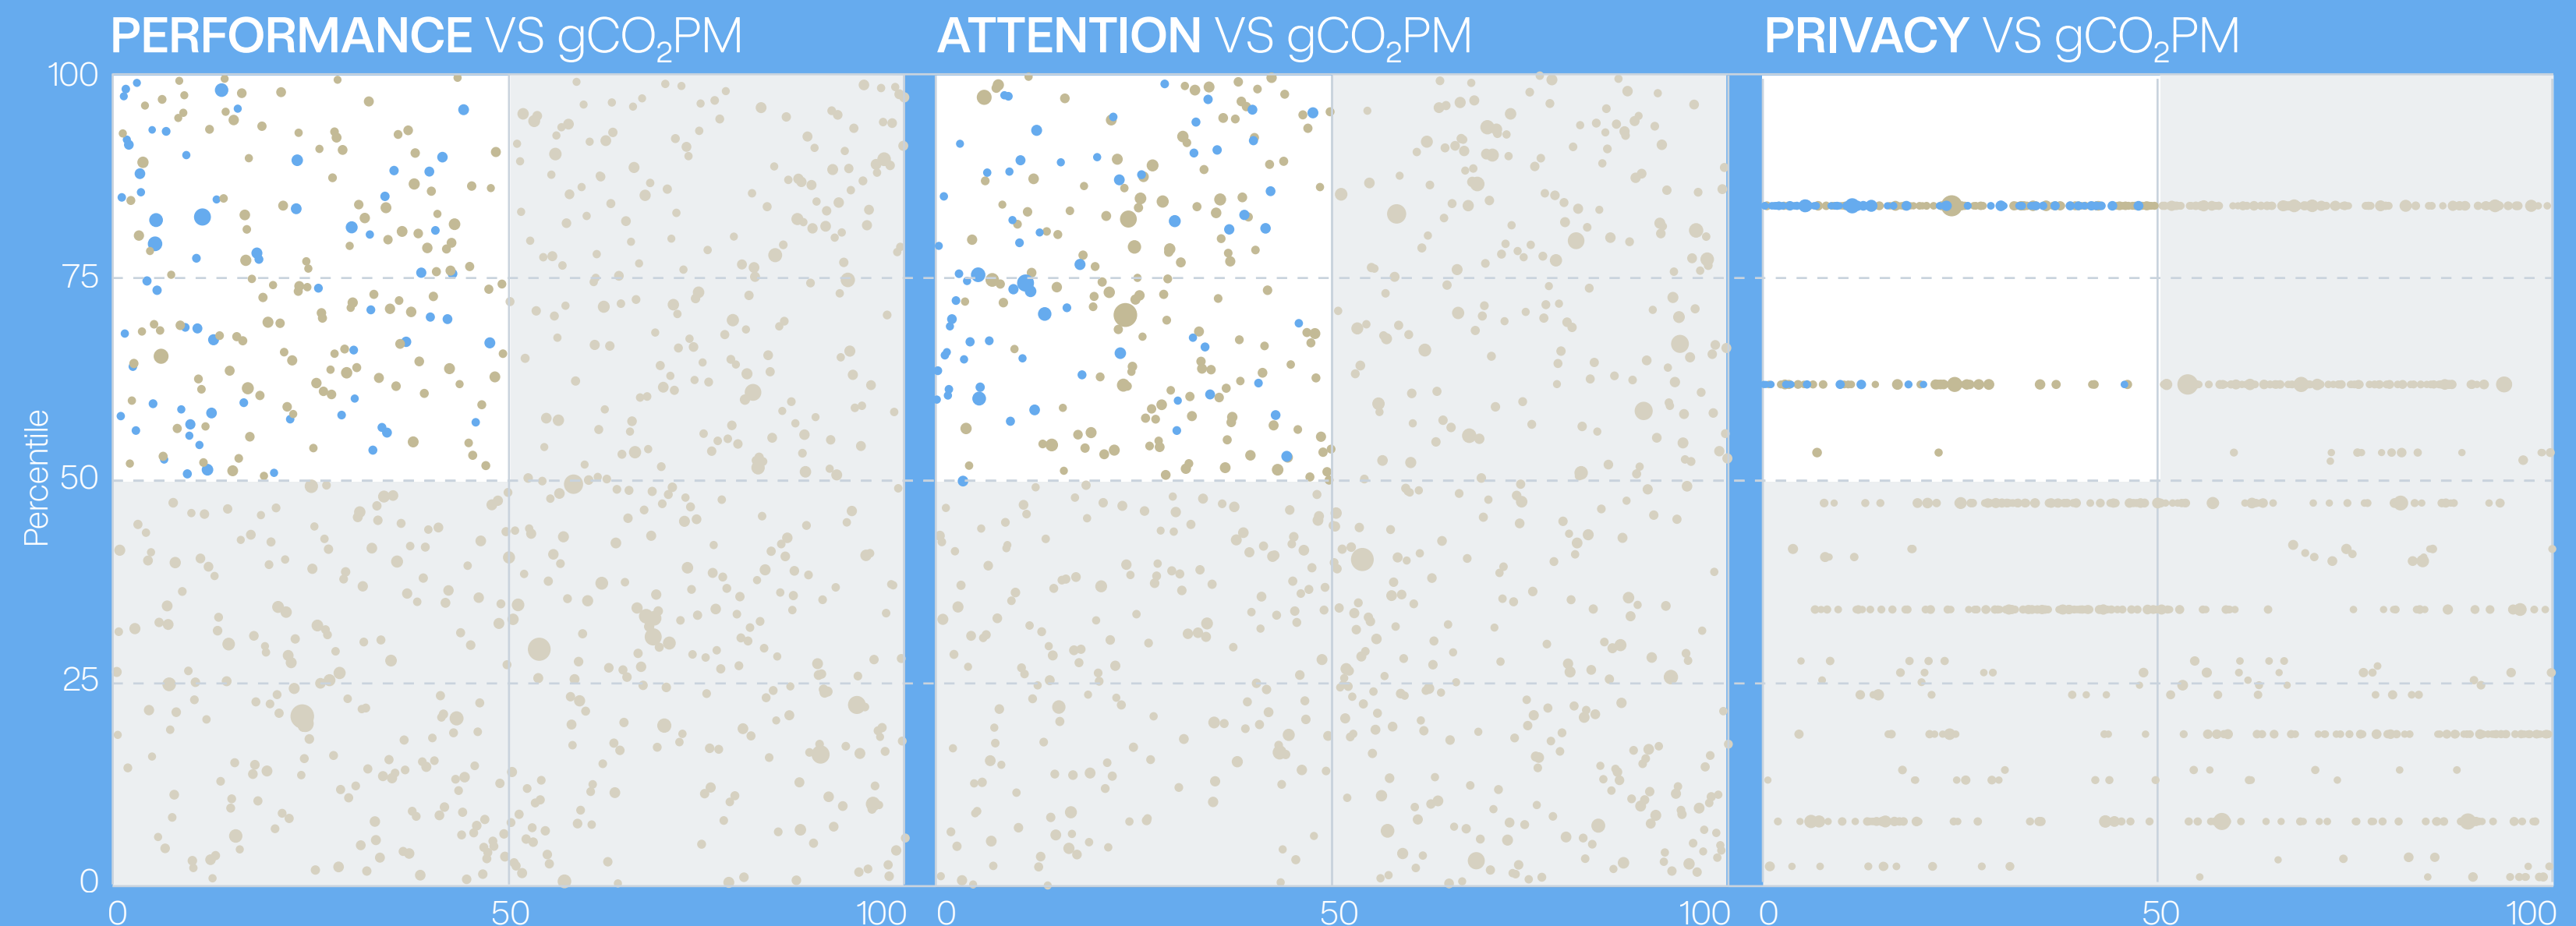 PERFORMANCE VS gCO₂PM
ATTENTION VS gCO₂PM
PRIVACY VS gCO₂PM
Percentile
100
75
50
25
0
0 50 100
0 50 100
0 50 100